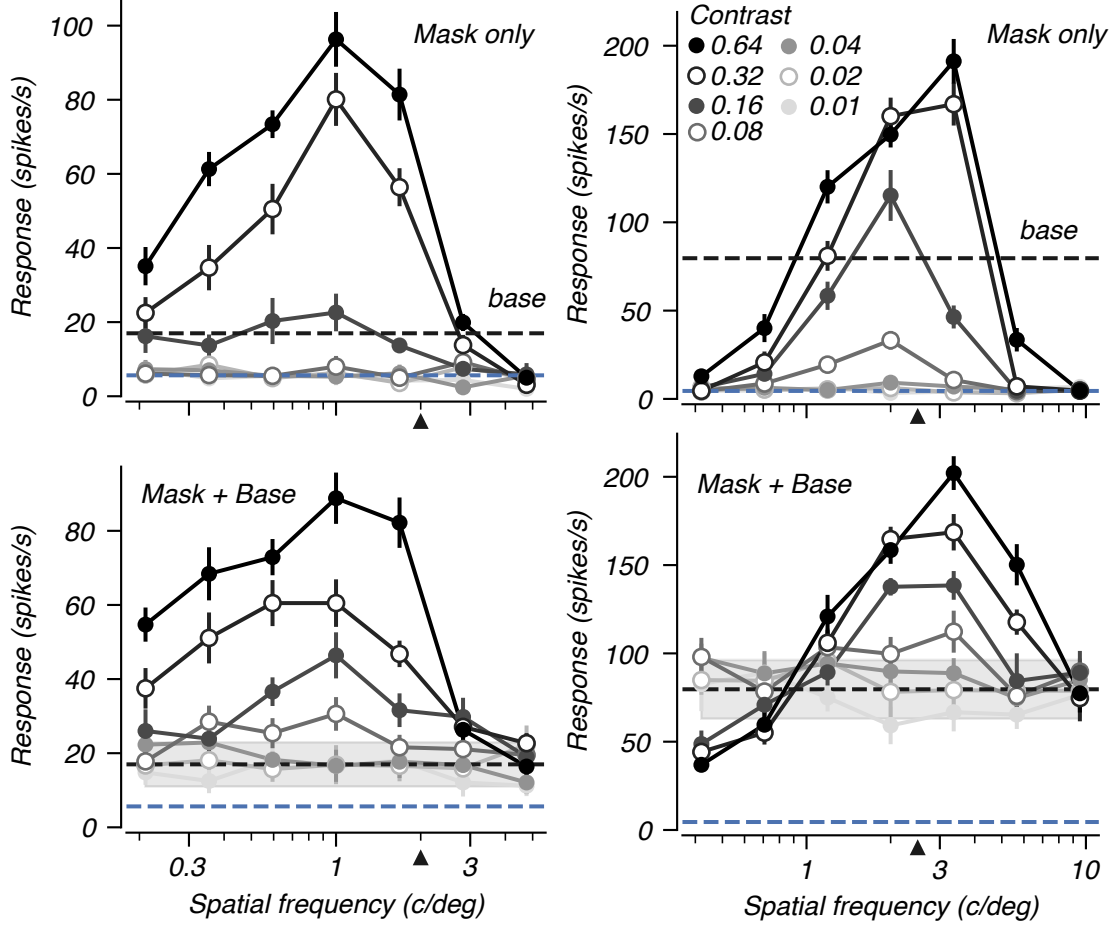 Mask only
100
80
60
40
20
0
Response (spikes/s)
base
Contrast
0.64 0.04
0.32 0.02
0.16 0.01
0.08
Mask only
200
150
100
50
0
Response (spikes/s)
base
Mask + Base
80
60
40
20
0
Response (spikes/s)
0.3 1 3
Spatial frequency (c/deg)
Mask + Base
200
150
100
50
0
Response (spikes/s)
1 3 10
Spatial frequency (c/deg)